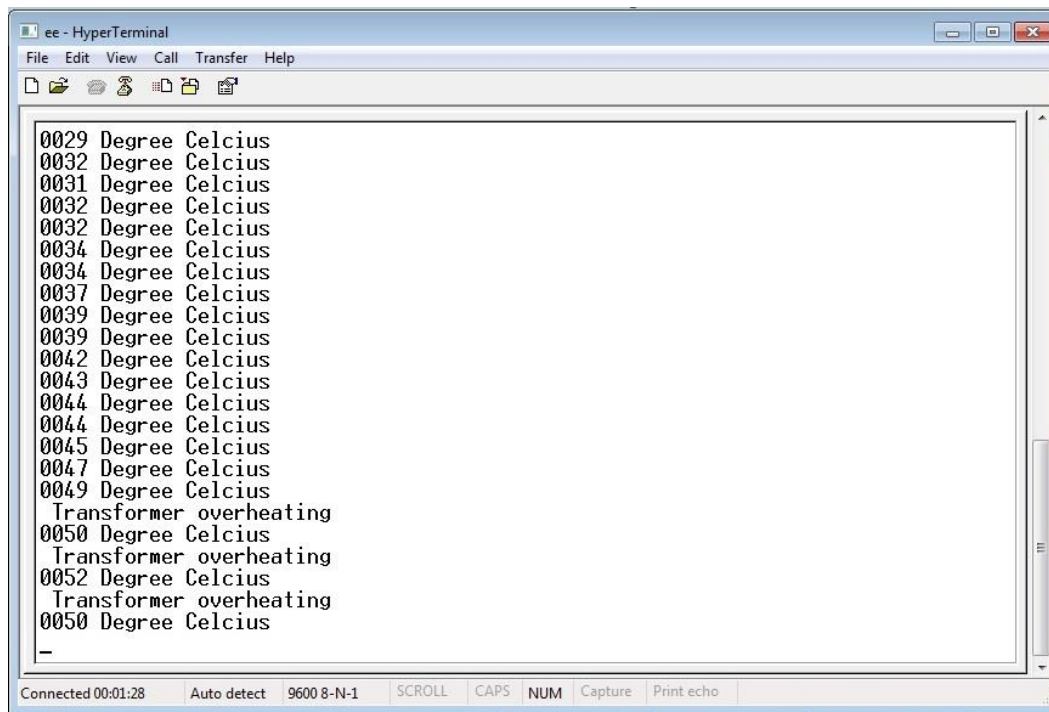 ee - HyperTerminal
File Edit View Call Transfer Help
0029 Degree Celcius
0032 Degree Celcius
0031 Degree Celcius
0032 Degree Celcius
0032 Degree Celcius
0034 Degree Celcius
0034 Degree Celcius
0037 Degree Celcius
0039 Degree Celcius
0039 Degree Celcius
0042 Degree Celcius
0043 Degree Celcius
0044 Degree Celcius
0044 Degree Celcius
0045 Degree Celcius
0047 Degree Celcius
0049 Degree Celcius
Transformer overheating
0050 Degree Celcius
Transformer overheating
0052 Degree Celcius
Transformer overheating
0050 Degree Celcius
_
Connected 00:01:28 Auto detect 9600 8-N-1 SCROLL CAPS NUM Capture Print echo